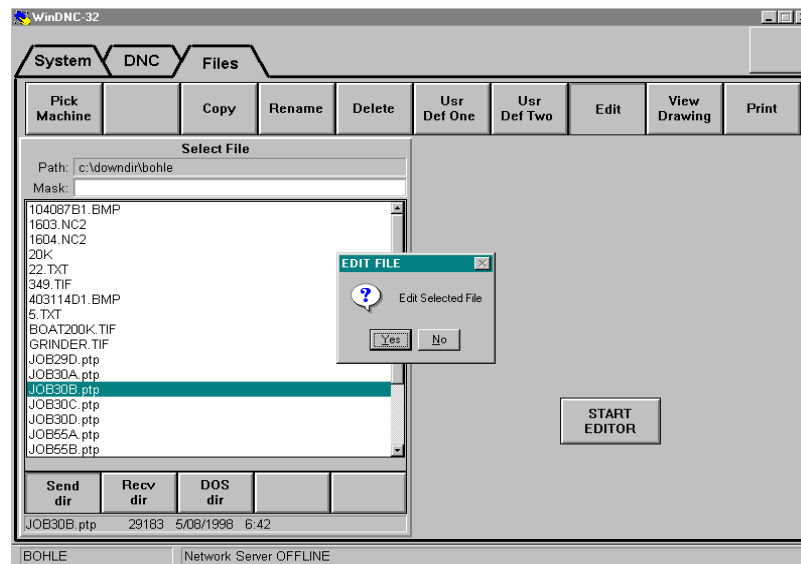 WinDNC-32
System DNC Files
Pick Machine Copy Rename Delete Usr Def One Usr Def Two Edit View Drawing Print
Select File
Path: c:\downdir\bohle
Mask:
104087B1.BMP
1603.NC2
1604.NC2
20K
22.TXT
349.TIF
403114D1.BMP
5.TXT
BOAT200K.TIF
GRINDER.TIF
JOB29D.ptp
JOB30A.ptp
JOB30B.ptp
JOB30C.ptp
JOB30D.ptp
JOB55A.ptp
JOB55B.ptp
EDIT FILE
? Edit Selected File
Yes No
START
EDITOR
Send dir Recv dir DOS dir
JOB30B.ptp 29183 5/08/1998 6:42
BOHLE Network Server OFFLINE